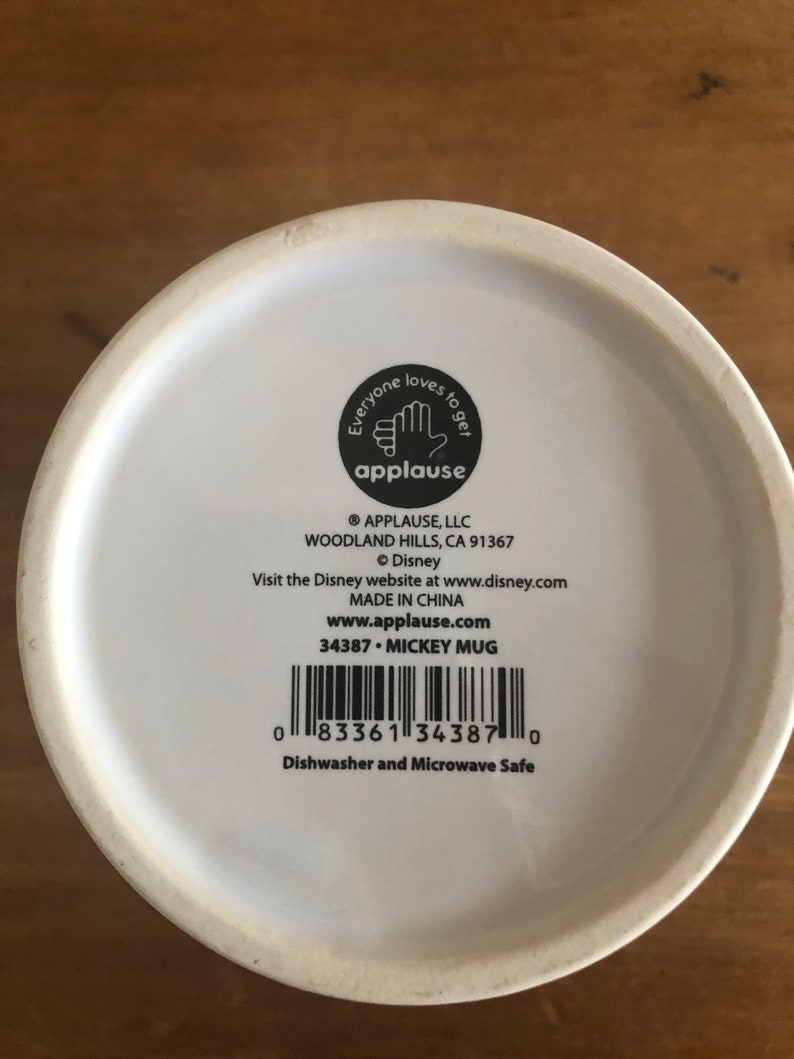 Everyone loves to get
applause
® APPLAUSE, LLC
WOODLAND HILLS, CA 91367
© Disney
Visit the Disney website at www.disney.com
MADE IN CHINA
www.applause.com
34387 • MICKEY MUG
0 83361 34387 0
Dishwasher and Microwave Safe